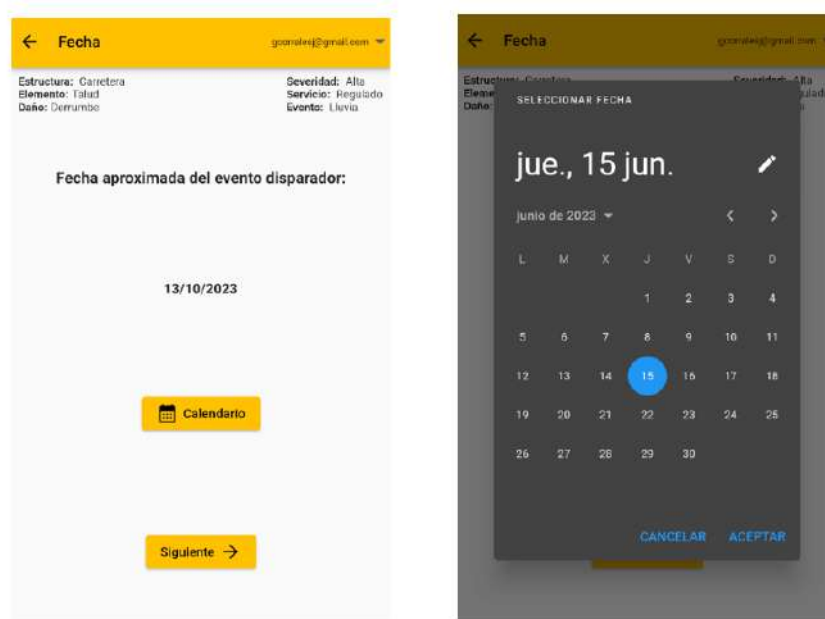 Fecha
Estructura: Carretera
Severidad: Alta
Elemento: Talud
Servicio: Regulado
Daño: Derrumbe
Evento: Lluvia
Fecha aproximada del evento disparador:
13/10/2023
Calendario
Siguiente
Fecha
SELECCIONAR FECHA
jue., 15 jun.
junio de 2023
L M X J V S D
1 2 3 4
5 6 7 8 9 10 11
12 13 14 15 16 17 18
19 20 21 22 23 24 25
26 27 28 29 30
CANCELAR ACEPTAR